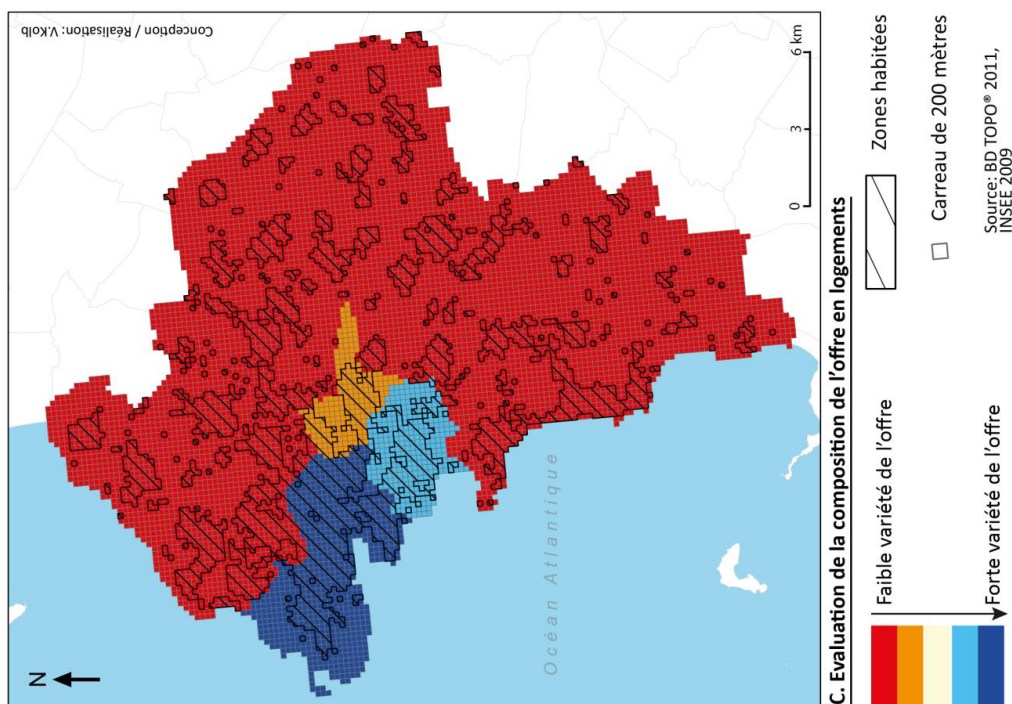 Conception / Réalisation: V.Kolb
N
Océan Atlantique
0 3 6 km
C. Evaluation de la composition de l'offre en logements
Faible variété de l'offre
Forte variété de l'offre
Zones habitées
Carreau de 200 mètres
Source: BD TOPO® 2011,
INSEE 2009